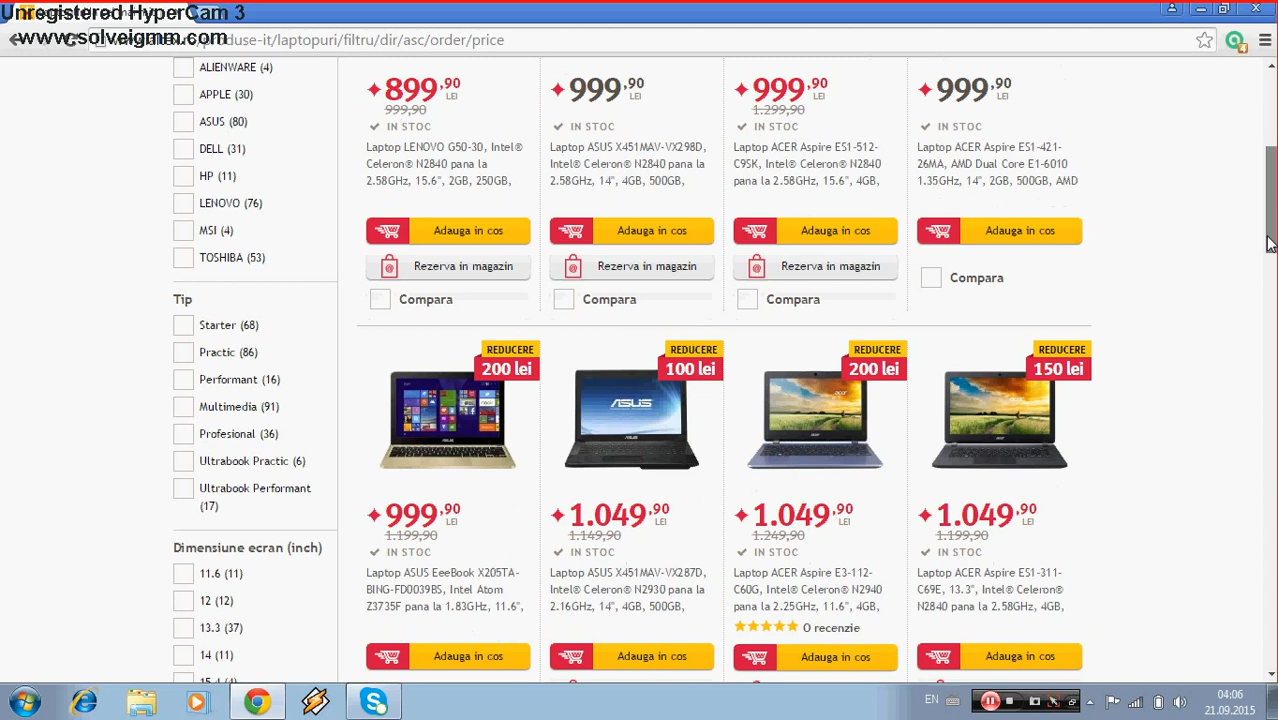 Unregistered HyperCam 3
www.solveigmm.com
/produse-it/laptopuri/filtru/dir/asc/order/price
ALIENWARE (4)
APPLE (30)
ASUS (80)
DELL (31)
HP (11)
LENOVO (76)
MSI (4)
TOSHIBA (53)
Tip
Starter (68)
Practic (86)
Performant (16)
Multimedia (91)
Profesional (36)
Ultrabook Practic (6)
Ultrabook Performant
(17)
Dimensiune ecran (inch)
11.6 (11)
12 (12)
13.3 (37)
14 (11)
15.4 (4)
899,90 LEI
999,90
IN STOC
Laptop LENOVO G50-30, Intel®
Celeron® N2840 pana la
2.58GHz, 15.6", 2GB, 250GB,
Adauga in cos
Rezerva in magazin
Compara
999,90 LEI
IN STOC
Laptop ASUS X451MAV-VX298D,
Intel® Celeron® N2840 pana la
2.58GHz, 14", 4GB, 500GB,
Adauga in cos
Rezerva in magazin
Compara
999,90 LEI
1.299,90
IN STOC
Laptop ACER Aspire ES1-512-
C9SK, Intel® Celeron® N2840
pana la 2.58GHz, 15.6", 4GB,
Adauga in cos
Rezerva in magazin
Compara
999,90 LEI
IN STOC
Laptop ACER Aspire ES1-421-
26MA, AMD Dual Core E1-6010
1.35GHz, 14", 2GB, 500GB, AMD
Adauga in cos
Compara
REDUCERE
200 lei
999,90 LEI
1.199,90
IN STOC
Laptop ASUS EeeBook X205TA-
BING-FD0039BS, Intel Atom
Z3735F pana la 1.83GHz, 11.6",
Adauga in cos
REDUCERE
100 lei
ASUS
1.049,90 LEI
1.149,90
IN STOC
Laptop ASUS X451MAV-VX287D,
Intel® Celeron® N2930 pana la
2.16GHz, 14", 4GB, 500GB,
Adauga in cos
REDUCERE
200 lei
acer
1.049,90 LEI
1.249,90
IN STOC
Laptop ACER Aspire E3-112-
C60G, Intel® Celeron® N2940
pana la 2.25GHz, 11.6", 4GB,
0 recenzie
Adauga in cos
REDUCERE
150 lei
1.049,90 LEI
1.199,90
IN STOC
Laptop ACER Aspire ES1-311-
C69E, 13.3", Intel® Celeron®
N2840 pana la 2.58GHz, 4GB,
Adauga in cos
EN
04:06
21.09.2015